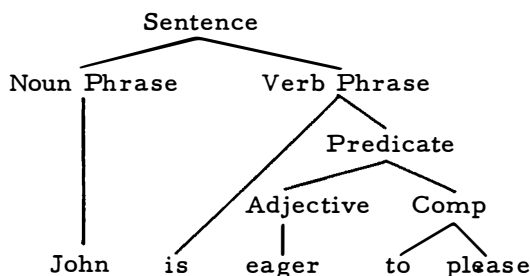 Sentence
Noun Phrase Verb Phrase
Predicate
Adjective Comp
John is eager to please